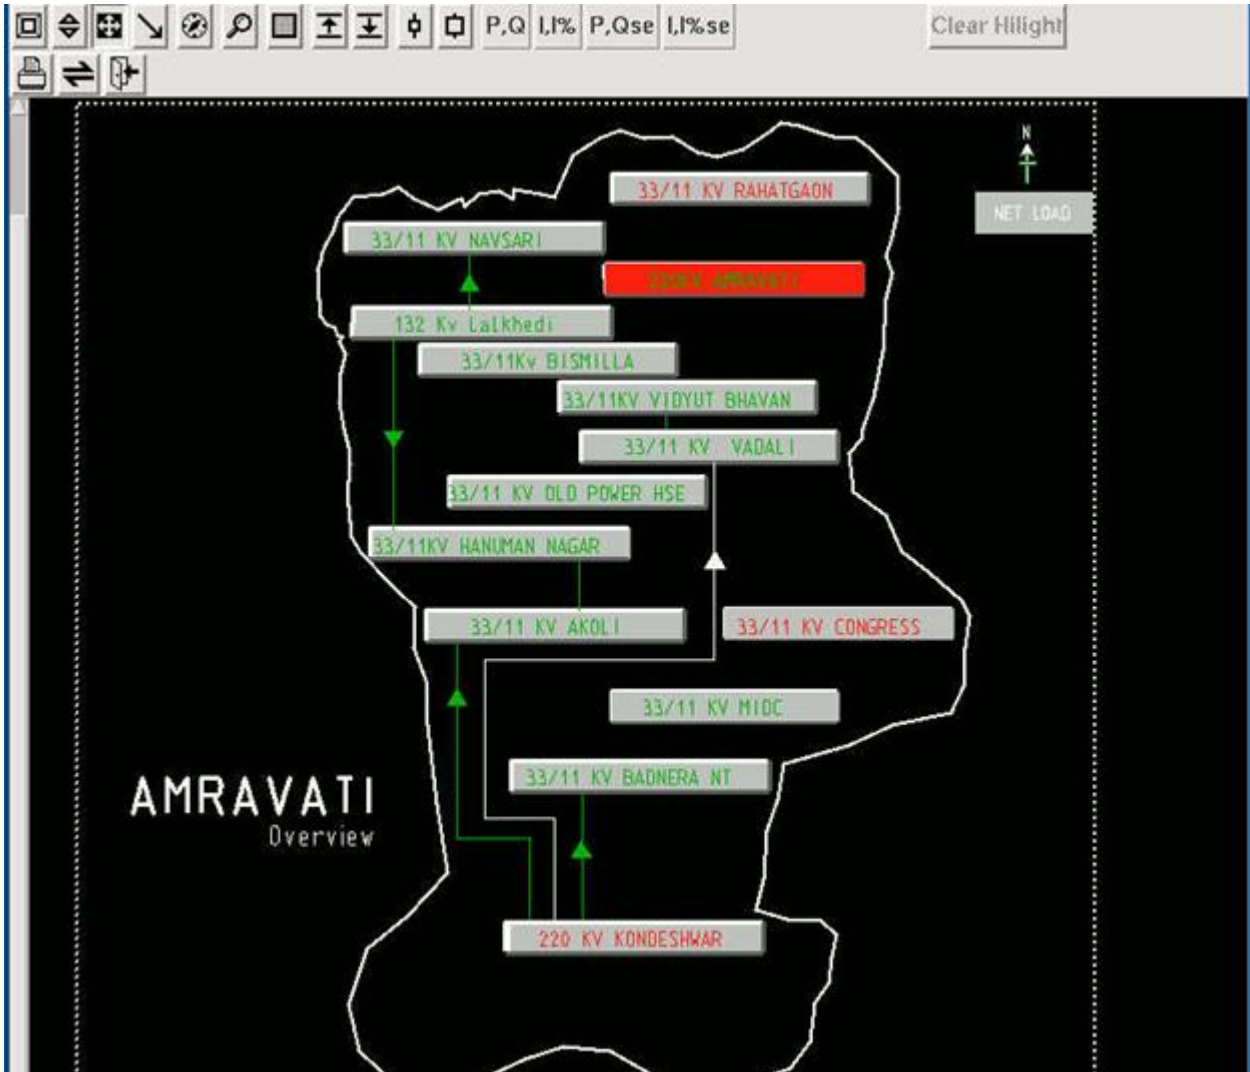 P,Q I,I% P,Qse I,I%se Clear Hilight
N
33/11 KV RAHATGAON
NET LOAD
33/11 KV NAVSARI
AMRAVATI
132 Kv Lalkhedi
33/11Kv BISMILLA
33/11KV VIDYUT BHAVAN
33/11 KV VADALI
33/11 KV OLD POWER HSE
33/11KV HANUMAN NAGAR
33/11 KV AKOLI
33/11 KV CONGRESS
33/11 KV MIDC
33/11 KV BADNERA NT
AMRAVATI
Overview
220 KV KONDESHWAR